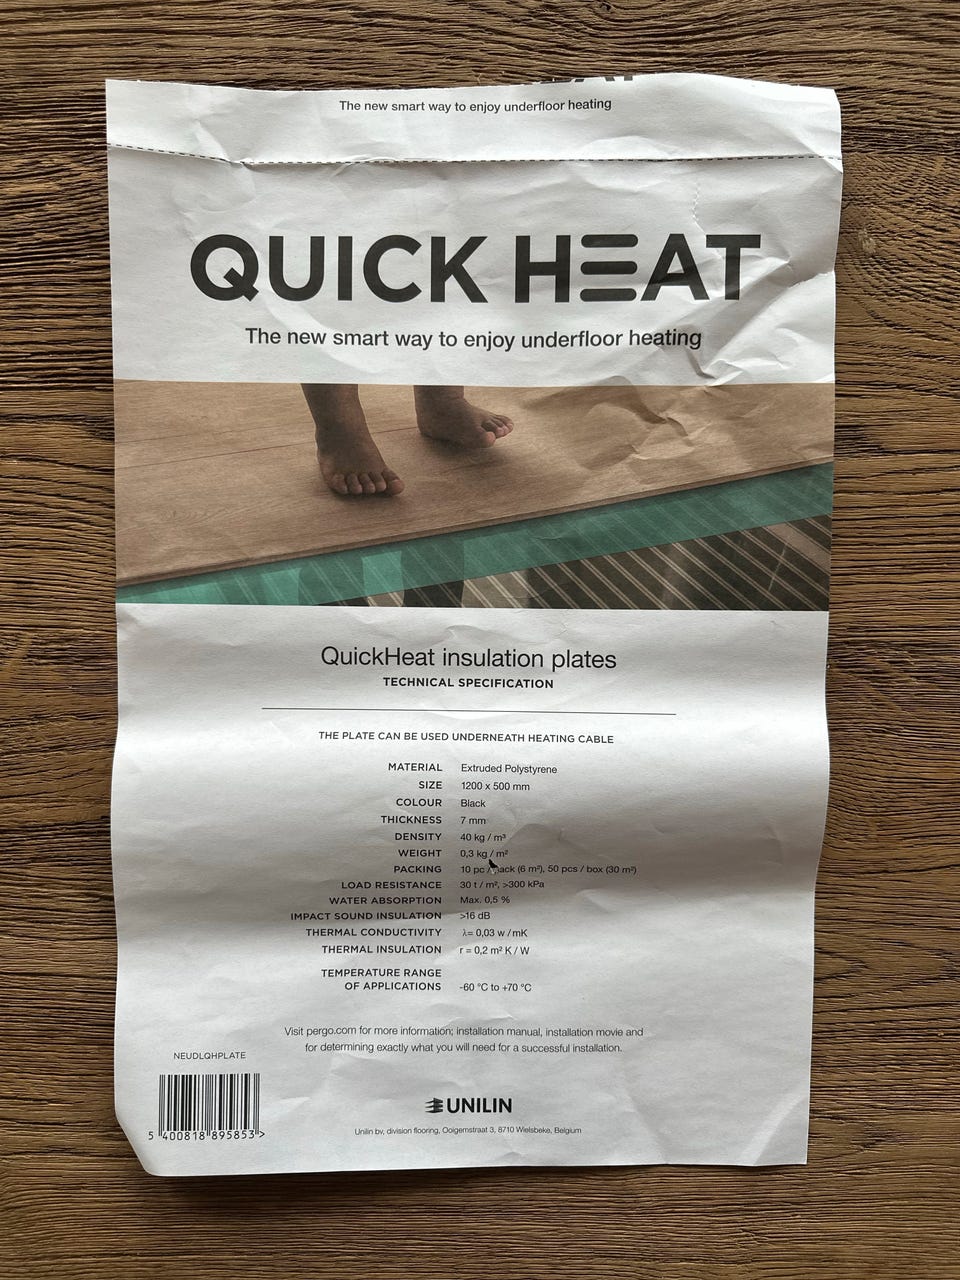 The new smart way to enjoy underfloor heating
QUICK HEAT
The new smart way to enjoy underfloor heating
QuickHeat insulation plates
TECHNICAL SPECIFICATION
THE PLATE CAN BE USED UNDERNEATH HEATING CABLE
MATERIAL Extruded Polystyrene
SIZE 1200 x 500 mm
COLOUR Black
THICKNESS 7 mm
DENSITY 40 kg / m³
WEIGHT 0,3 kg / m²
PACKING 10 pc / pack (6 m²), 50 pcs / box (30 m²)
LOAD RESISTANCE 30 t / m², >300 kPa
WATER ABSORPTION Max. 0,5 %
IMPACT SOUND INSULATION >16 dB
THERMAL CONDUCTIVITY λ= 0,03 w / mK
THERMAL INSULATION r = 0,2 m² K / W
TEMPERATURE RANGE
OF APPLICATIONS -60 °C to +70 °C
Visit pergo.com for more information; installation manual, installation movie and
for determining exactly what you will need for a successful installation.
NEUDLQHPLATE
5 400818 895853 >
UNILIN
Unilin bv, division flooring, Ooigemstraat 3, 8710 Wielsbeke, Belgium